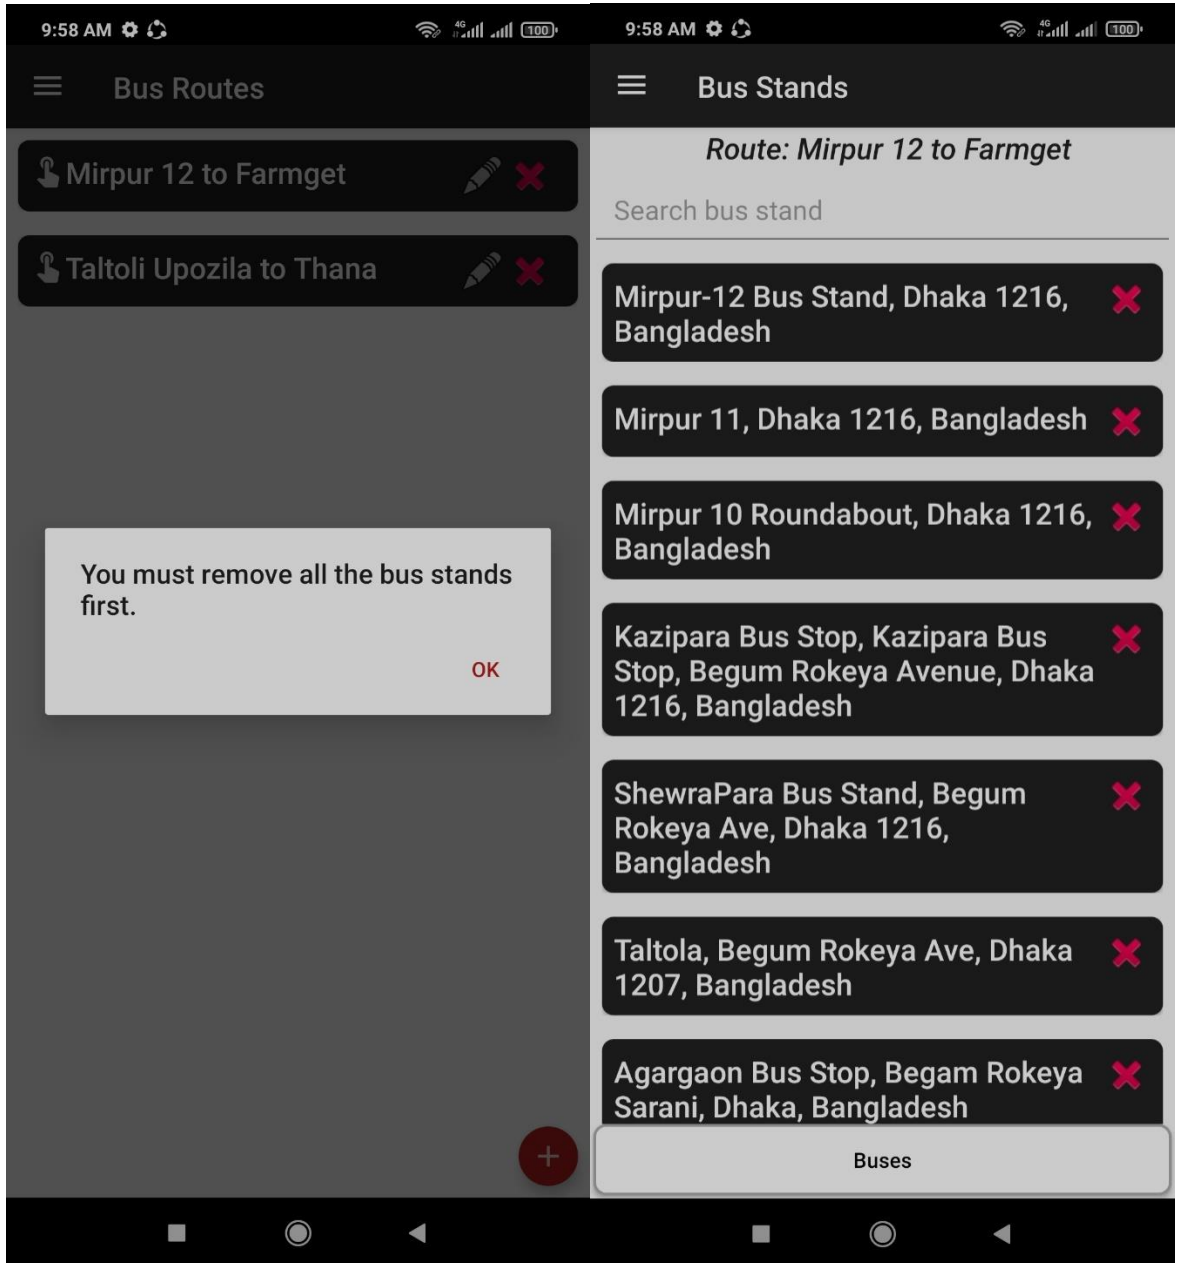 9:58 AM
4G
100
Bus Routes
Mirpur 12 to Farmget
Taltoli Upozila to Thana
You must remove all the bus stands
first.
OK
9:58 AM
4G
100
Bus Stands
Route: Mirpur 12 to Farmget
Search bus stand
Mirpur-12 Bus Stand, Dhaka 1216,
Bangladesh
Mirpur 11, Dhaka 1216, Bangladesh
Mirpur 10 Roundabout, Dhaka 1216,
Bangladesh
Kazipara Bus Stop, Kazipara Bus
Stop, Begum Rokeya Avenue, Dhaka
1216, Bangladesh
ShewraPara Bus Stand, Begum
Rokeya Ave, Dhaka 1216,
Bangladesh
Taltola, Begum Rokeya Ave, Dhaka
1207, Bangladesh
Agargaon Bus Stop, Begam Rokeya
Sarani, Dhaka, Bangladesh
Buses